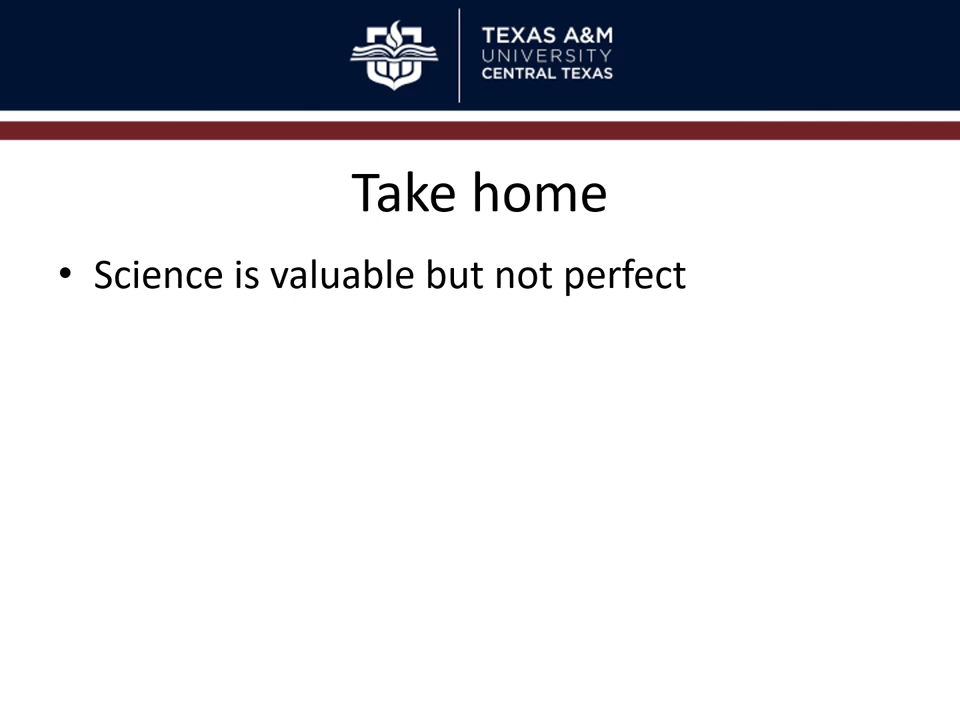 TEXAS A&M
UNIVERSITY
CENTRAL TEXAS
Take home
• Science is valuable but not perfect